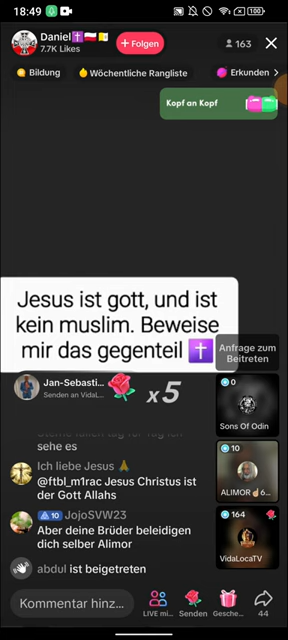 18:49
Daniel✝️🇵🇱🇻🇦
7.7K Likes
+ Folgen
163
Bildung
Wöchentliche Rangliste
Erkunden
Kopf an Kopf
Jesus ist gott, und ist
kein muslim. Beweise
mir das gegenteil ✝️
Anfrage zum
Beitreten
Jan-Sebasti...
Senden an VidaL...
x5
0
Sons Of Odin
sehe es
Ich liebe Jesus 🙏
@ftbl_m1rac Jesus Christus ist
der Gott Allahs
10
ALIMOR☝️6...
10 JojoSVW23
Aber deine Brüder beleidigen
dich selber Alimor
164
VidaLocaTV
abdul ist beigetreten
Kommentar hinz...
LIVE mi...
Senden
Gesche...
44